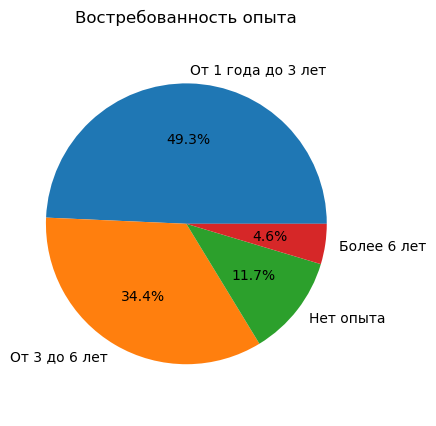 Востребованность опыта
От 1 года до 3 лет
49.3%
4.6%
Более 6 лет
11.7%
34.4%
Нет опыта
От 3 до 6 лет